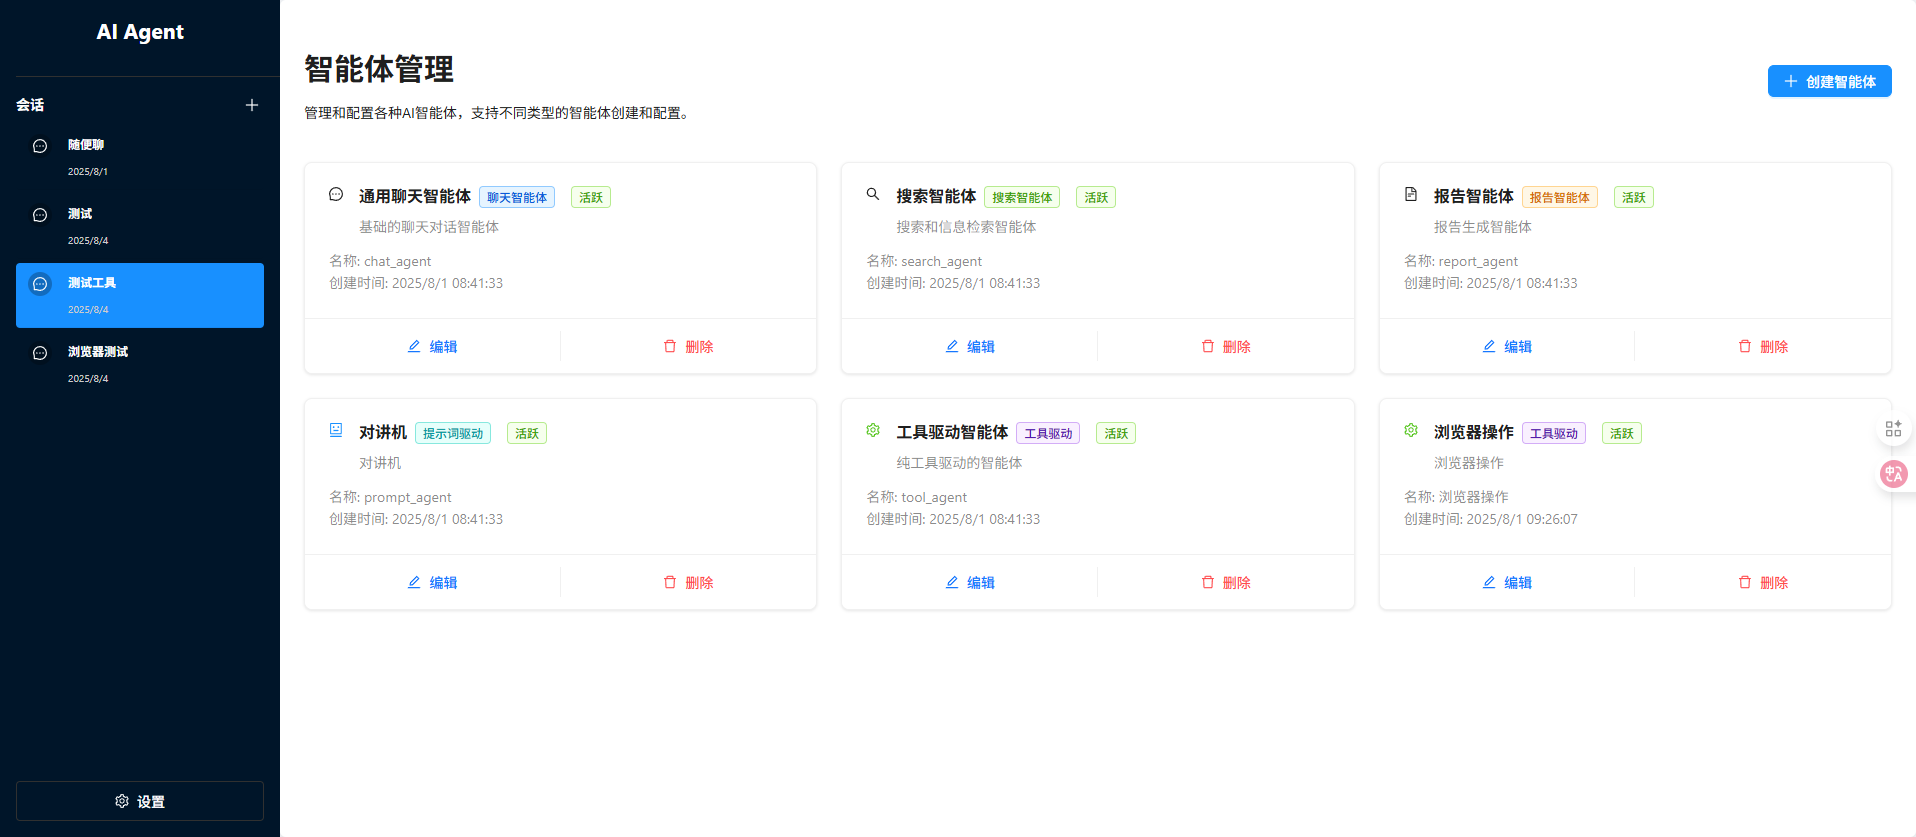 AI Agent
会话
随便聊
2025/8/1
测试
2025/8/4
测试工具
2025/8/4
浏览器测试
2025/8/4
设置
智能体管理
管理和配置各种AI智能体，支持不同类型的智能体创建和配置。
创建智能体
通用聊天智能体 聊天智能体 活跃
基础的聊天对话智能体
名称: chat_agent
创建时间: 2025/8/1 08:41:33
编辑 删除
搜索智能体 搜索智能体 活跃
搜索和信息检索智能体
名称: search_agent
创建时间: 2025/8/1 08:41:33
编辑 删除
报告智能体 报告智能体 活跃
报告生成智能体
名称: report_agent
创建时间: 2025/8/1 08:41:33
编辑 删除
对讲机 提示词驱动 活跃
对讲机
名称: prompt_agent
创建时间: 2025/8/1 08:41:33
编辑 删除
工具驱动智能体 工具驱动 活跃
纯工具驱动的智能体
名称: tool_agent
创建时间: 2025/8/1 08:41:33
编辑 删除
浏览器操作 工具驱动 活跃
浏览器操作
名称: 浏览器操作
创建时间: 2025/8/1 09:26:07
编辑 删除
中A